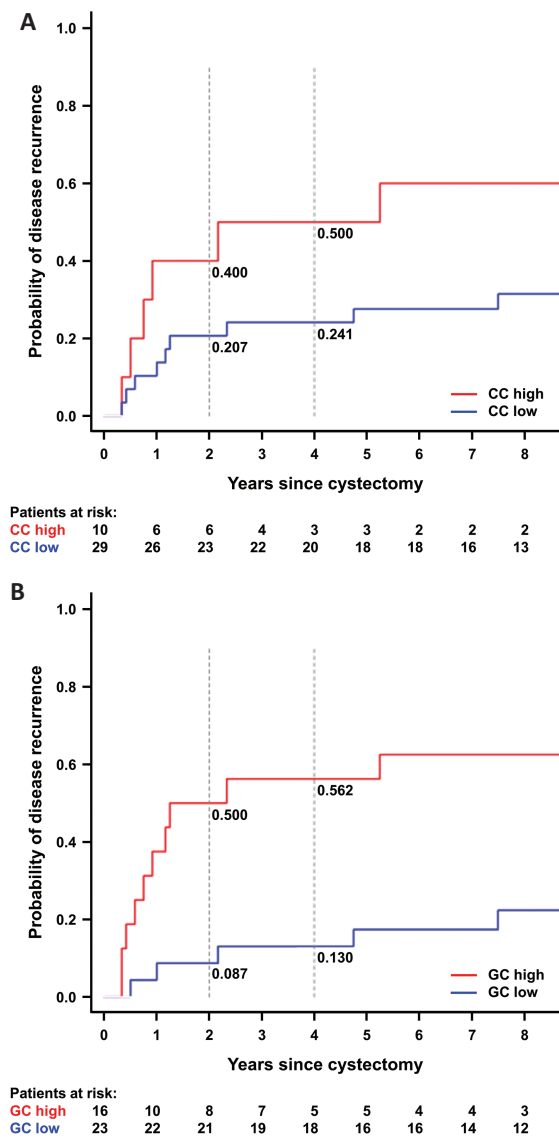 A
Probability of disease recurrence
1.0
0.8
0.6
0.4
0.2
0.0
0.400
0.500
0.207
0.241
CC high
CC low
0 1 2 3 4 5 6 7 8
Years since cystectomy
Patients at risk:
CC high 10 6 6 4 3 3 2 2 2
CC low 29 26 23 22 20 18 18 16 13
B
Probability of disease recurrence
1.0
0.8
0.6
0.4
0.2
0.0
0.500
0.562
0.087
0.130
GC high
GC low
0 1 2 3 4 5 6 7 8
Years since cystectomy
Patients at risk:
GC high 16 10 8 7 5 5 4 4 3
GC low 23 22 21 19 18 16 16 14 12